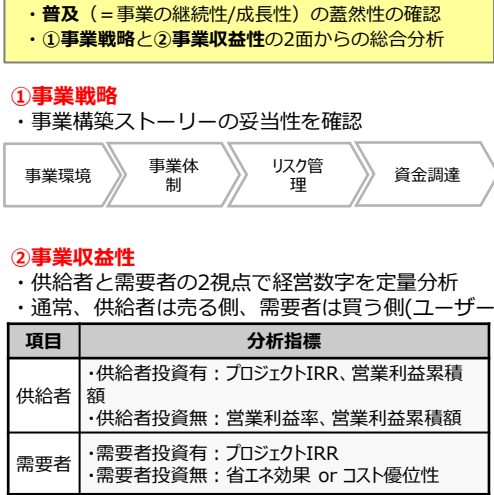 ・普及（＝事業の継続性/成長性）の蓋然性の確認
・①事業戦略と②事業収益性の2面からの総合分析
①事業戦略
・事業構築ストーリーの妥当性を確認
事業環境
事業体
制
リスク管
理
資金調達
②事業収益性
・供給者と需要者の2視点で経営数字を定量分析
・通常、供給者は売る側、需要者は買う側(ユーザー
項目 分析指標
供給者
・供給者投資有：プロジェクトIRR、営業利益累積
額
・供給者投資無：営業利益率、営業利益累積額
需要者
・需要者投資有：プロジェクトIRR
・需要者投資無：省エネ効果 or コスト優位性